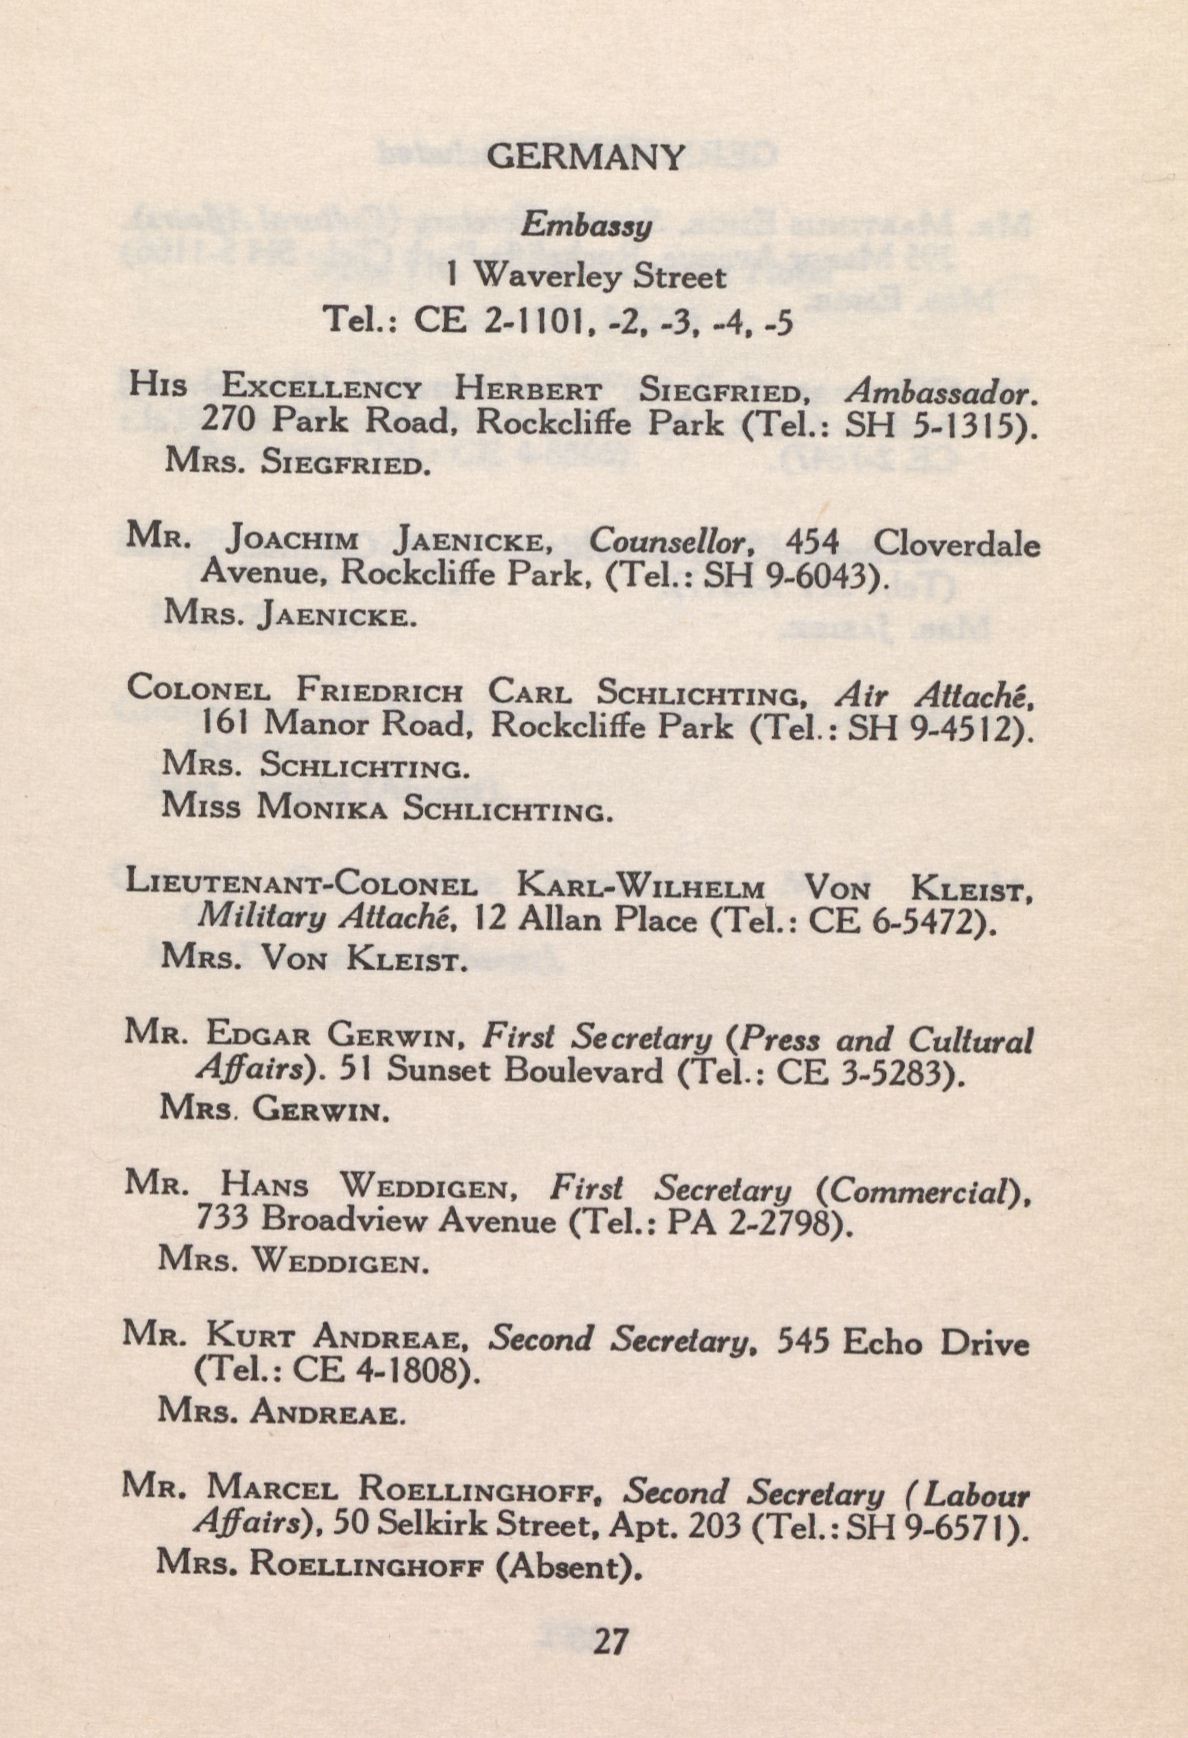 GERMANY
Embassy
1 Waverley Street
Tel.: CE 2-1101, -2, -3, -4, -5
HIS EXCELLENCY HERBERT SIEGFRIED, Ambassador.
270 Park Road, Rockcliffe Park (Tel.: SH 5-1315).
MRS. SIEGFRIED.
MR. JOACHIM JAENICKE, Counsellor, 454 Cloverdale
Avenue, Rockcliffe Park, (Tel.: SH 9-6043).
MRS. JAENICKE.
COLONEL FRIEDRICH CARL SCHLICHTING, Air Attaché,
161 Manor Road, Rockcliffe Park (Tel.: SH 9-4512).
MRS. SCHLICHTING.
MISS MONIKA SCHLICHTING.
LIEUTENANT-COLONEL KARL-WILHELM VON KLEIST,
Military Attaché, 12 Allan Place (Tel.: CE 6-5472).
MRS. VON KLEIST.
MR. EDGAR GERWIN, First Secretary (Press and Cultural
Affairs). 51 Sunset Boulevard (Tel.: CE 3-5283).
MRS. GERWIN.
MR. HANS WEDDIGEN, First Secretary (Commercial),
733 Broadview Avenue (Tel.: PA 2-2798).
MRS. WEDDIGEN.
MR. KURT ANDREAE, Second Secretary, 545 Echo Drive
(Tel.: CE 4-1808).
MRS. ANDREAE.
MR. MARCEL ROELLINGHOFF, Second Secretary (Labour
Affairs), 50 Selkirk Street, Apt. 203 (Tel.: SH 9-6571).
MRS. ROELLINGHOFF (Absent).
27